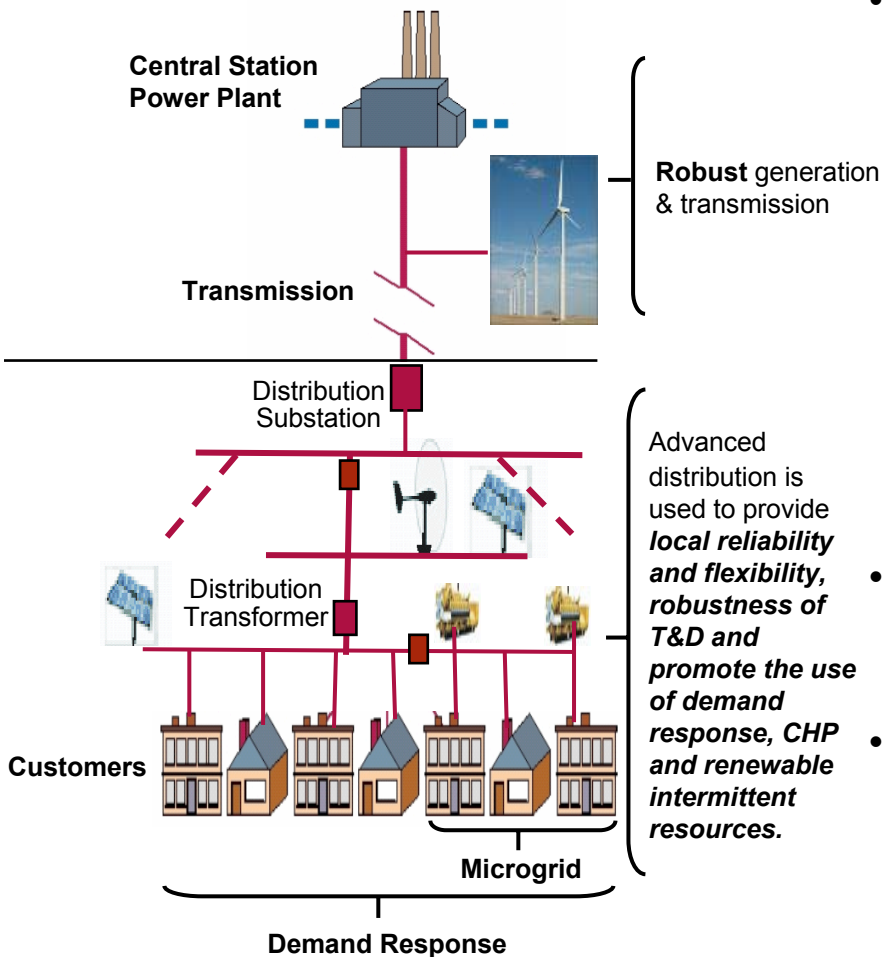 Central Station
Power Plant
Robust generation
& transmission
Transmission
Distribution
Substation
Advanced
distribution is
used to provide
local reliability
and flexibility,
robustness of
T&D and
promote the use
of demand
response, CHP
and renewable
intermittent
resources.
Distribution
Transformer
Customers
Microgrid
Demand Response